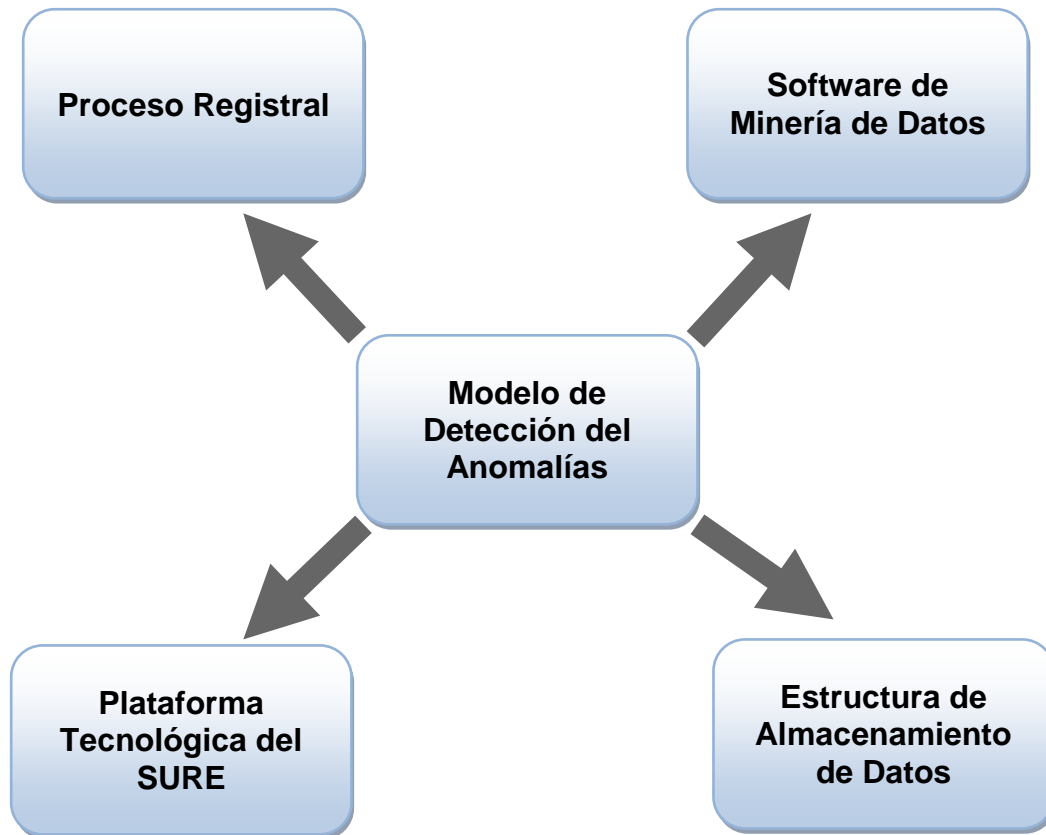 Proceso Registral
Software de
Minería de Datos
Modelo de
Detección del
Anomalías
Plataforma
Tecnológica del
SURE
Estructura de
Almacenamiento
de Datos